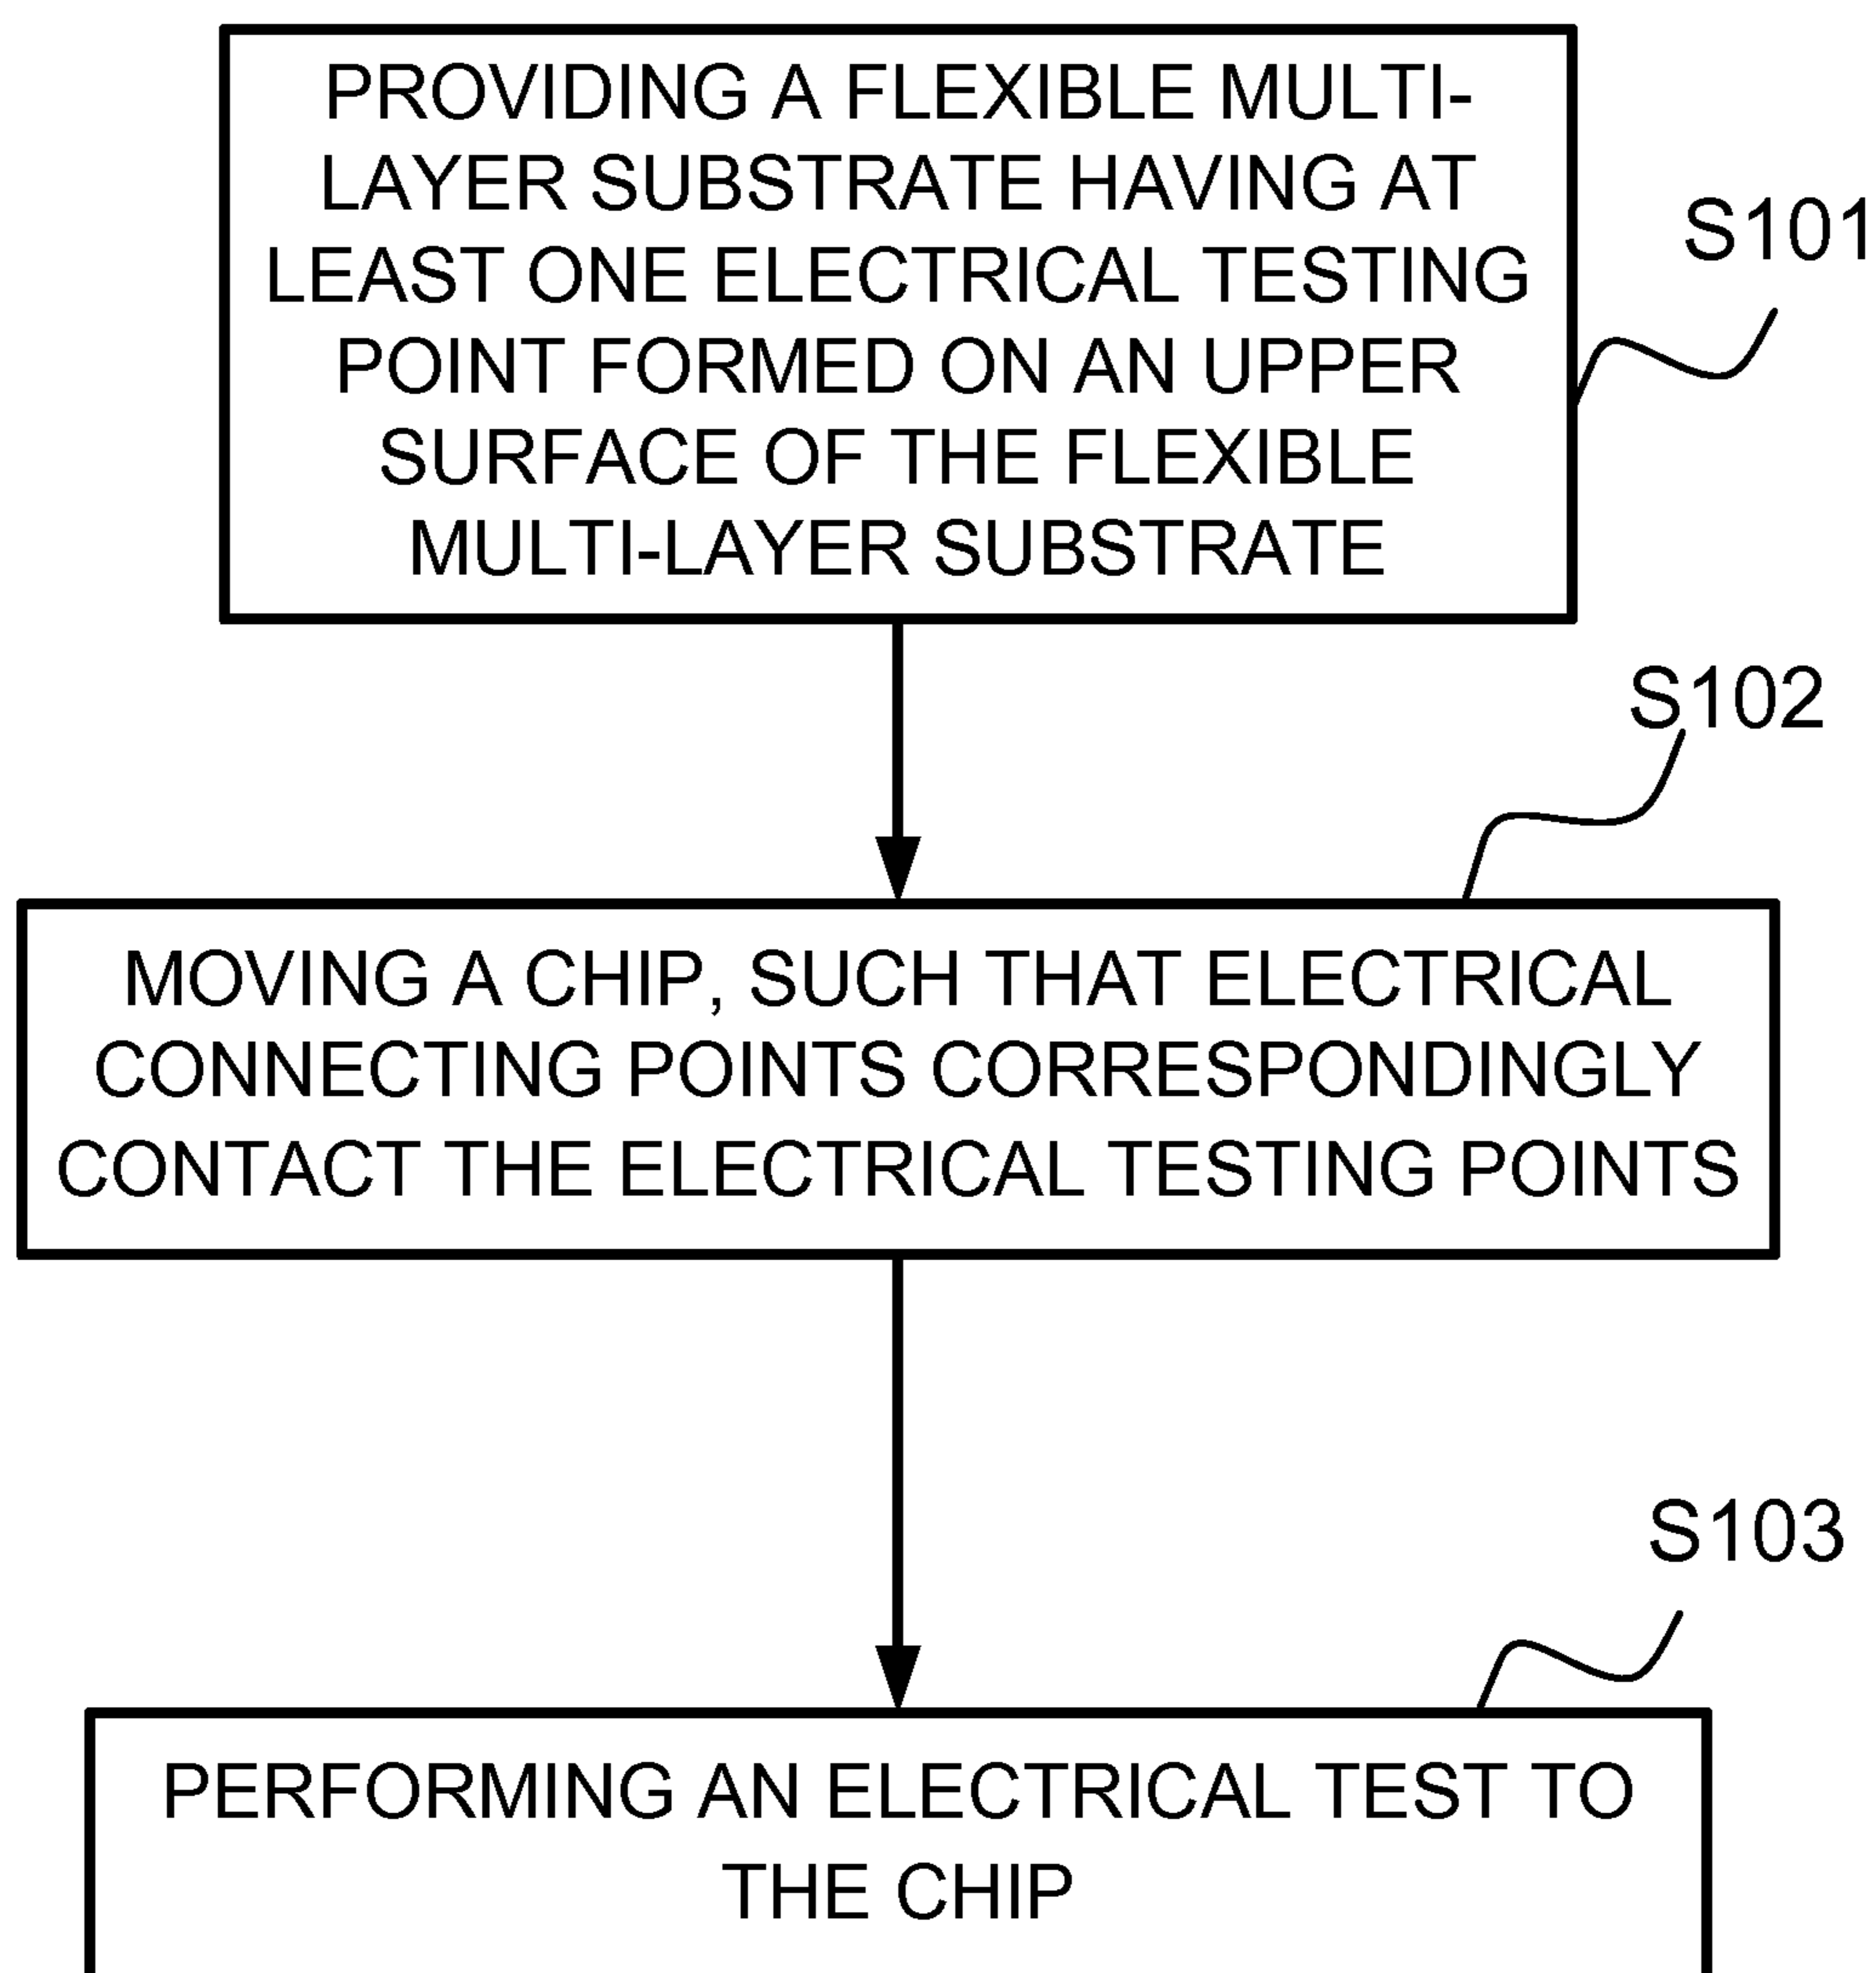 PROVIDING A FLEXIBLE MULTI-
LAYER SUBSTRATE HAVING AT
LEAST ONE ELECTRICAL TESTING
POINT FORMED ON AN UPPER
SURFACE OF THE FLEXIBLE
MULTI-LAYER SUBSTRATE
S101
S102
MOVING A CHIP, SUCH THAT ELECTRICAL
CONNECTING POINTS CORRESPONDINGLY
CONTACT THE ELECTRICAL TESTING POINTS
S103
PERFORMING AN ELECTRICAL TEST TO
THE CHIP